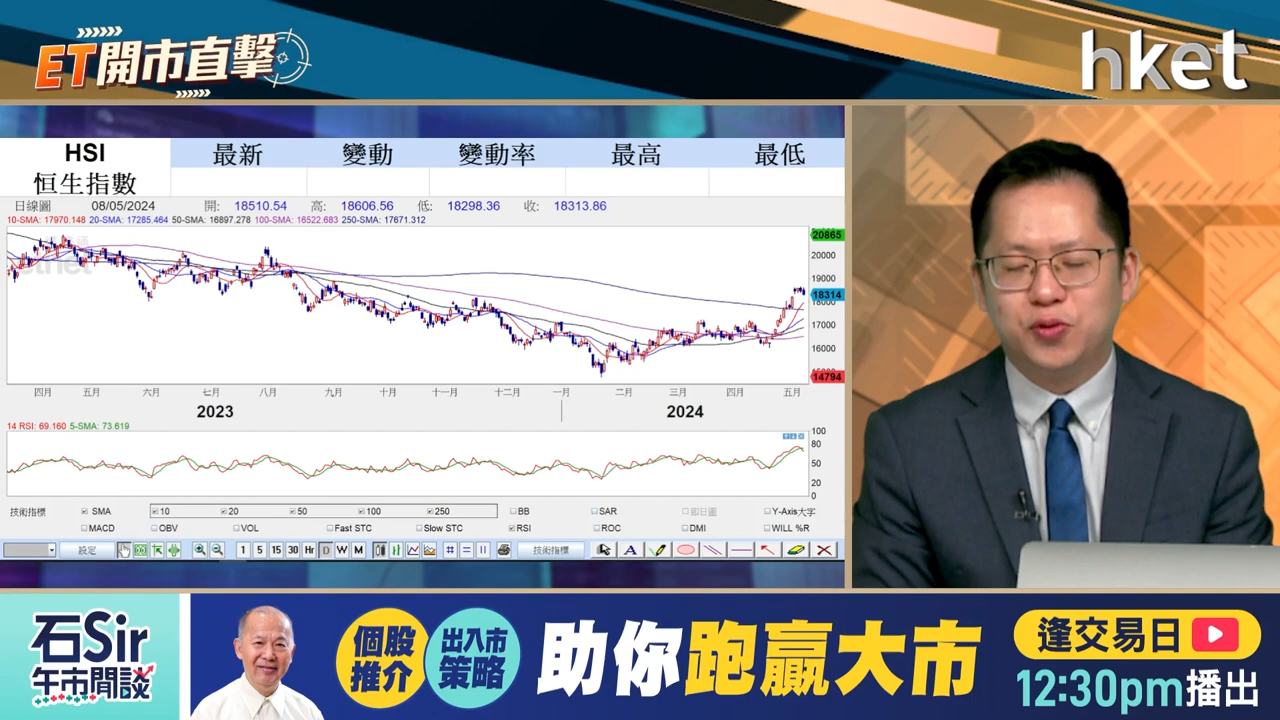 ET開市直擊
hket
HSI 最新 變動 變動率 最高 最低
恒生指數
日線圖 08/05/2024 開: 18510.54 高: 18606.56 低: 18298.36 收: 18313.86
10-SMA: 17970.148 20-SMA: 17285.464 50-SMA: 16897.278 100-SMA: 16522.683 250-SMA: 17671.312
20865
20000
19000
18314
18000
17000
16000
14794
四月 五月 六月 七月 八月 九月 十月 十一月 十二月 一月 二月 三月 四月 五月
2023 2024
14 RSI: 69.160 5-SMA: 73.619
100
80
50
20
0
技術指標 SMA 10 20 50 100 250 BB SAR 即日圖 Y-Axis大字
MACD OBV VOL Fast STC Slow STC RSI ROC DMI WILL %R
設定 1 5 15 30 Hr D W M 技術指標 A
石Sir
午市閒談
個股
推介
出入市
策略
助你跑贏大市
逢交易日
12:30pm播出